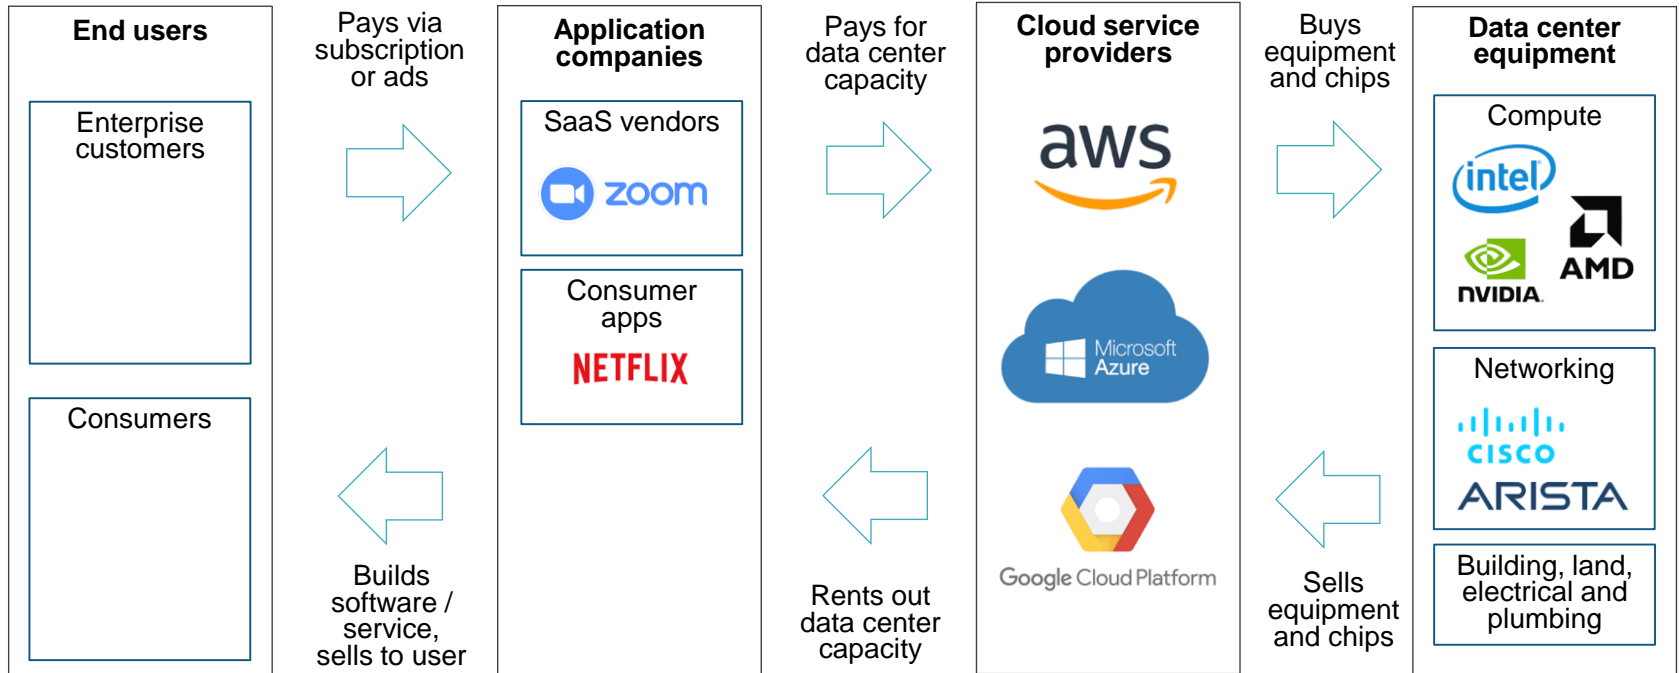 End users
Enterprise
customers
Consumers
Pays via
subscription
or ads
Builds
software /
service,
sells to user
Application
companies
SaaS vendors
zoom
Consumer
apps
NETFLIX
Pays for
data center
capacity
Rents out
data center
capacity
Cloud service
providers
aws
Microsoft
Azure
Google Cloud Platform
Buys
equipment
and chips
Sells
equipment
and chips
Data center
equipment
Compute
intel
AMD
NVIDIA.
Networking
CISCO
ARISTA
Building, land,
electrical and
plumbing